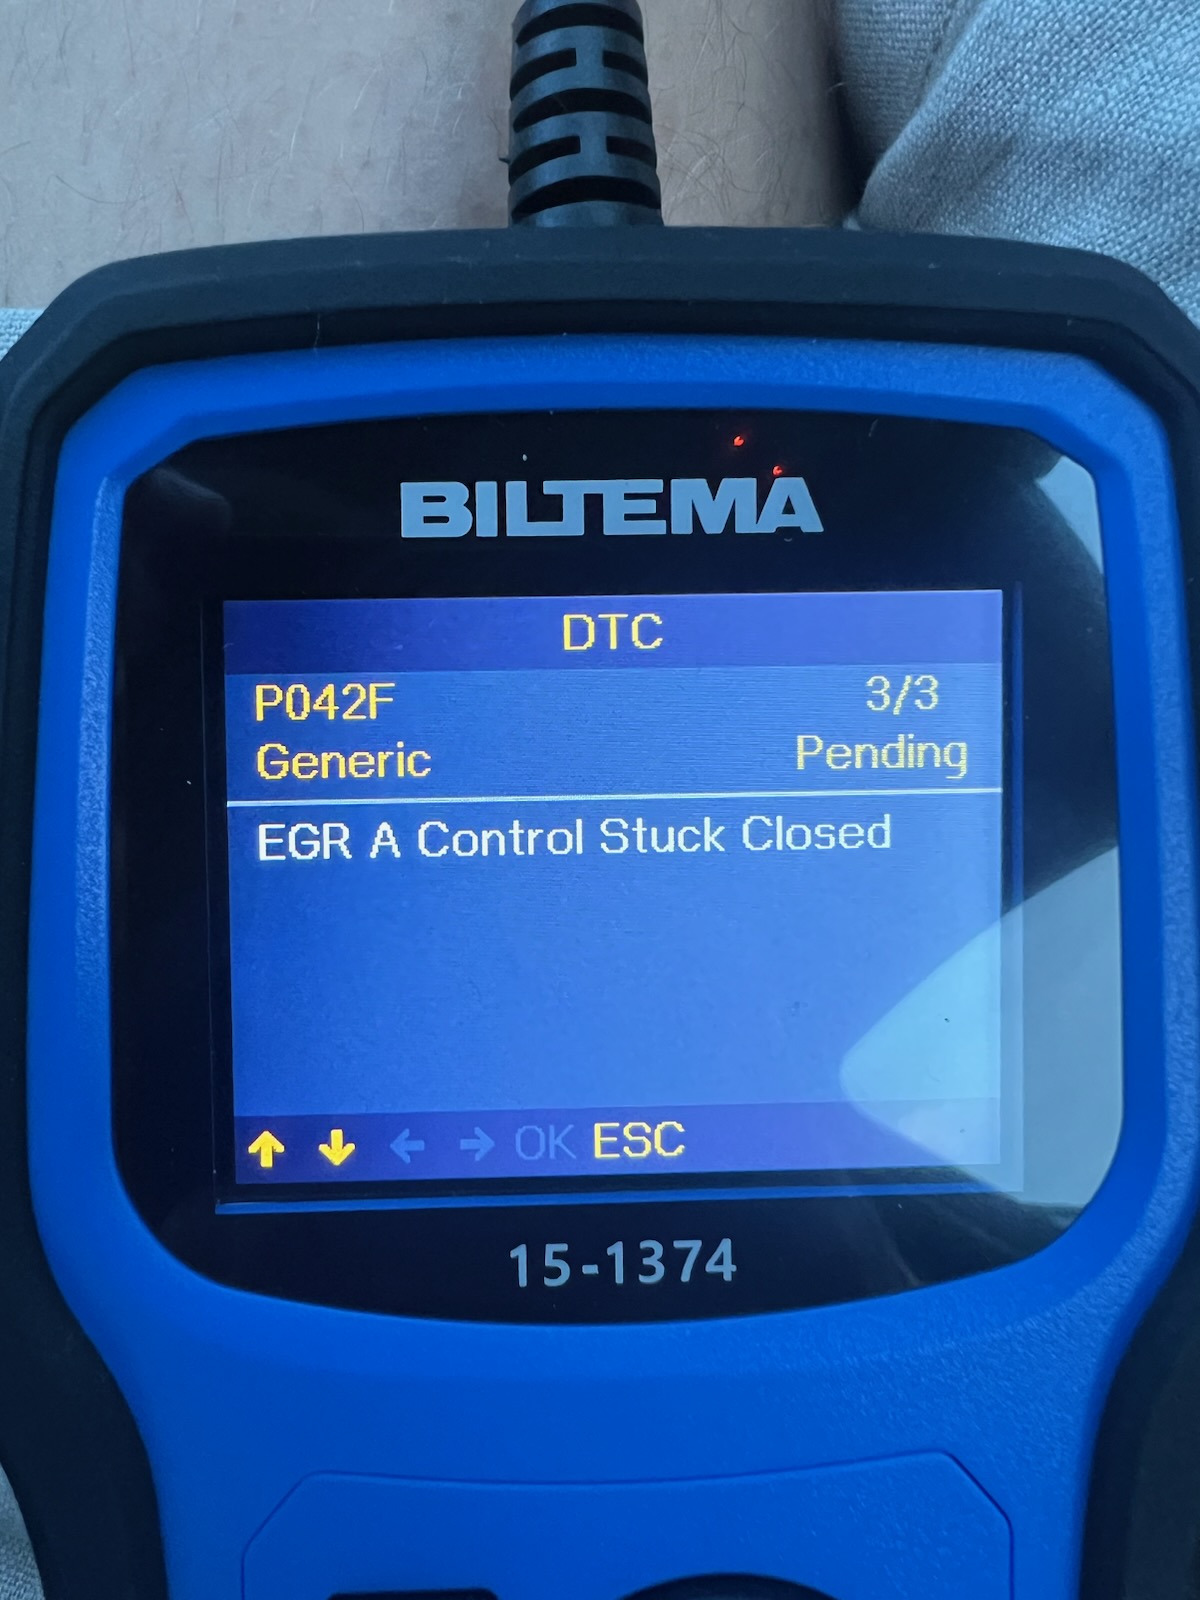 BILTEMA
DTC
P042F 3/3
Generic Pending
EGR A Control Stuck Closed
OK ESC
15-1374